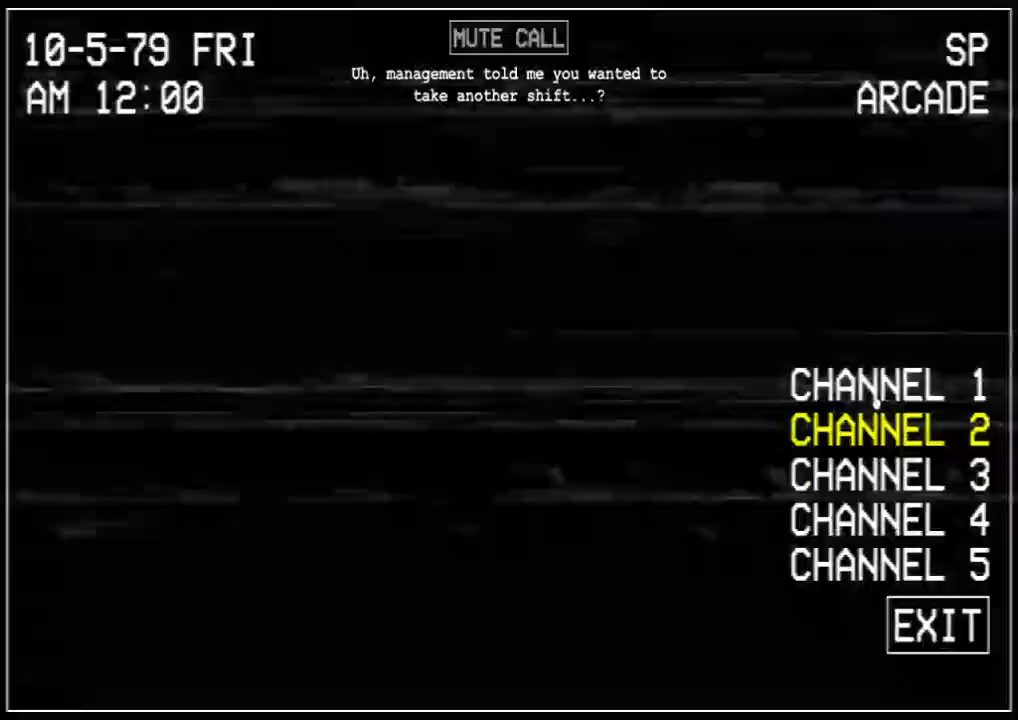 10-5-79 FRI
AM 12:00
MUTE CALL
Uh, management told me you wanted to
take another shift...?
SP
ARCADE
CHANNEL 1
CHANNEL 2
CHANNEL 3
CHANNEL 4
CHANNEL 5
EXIT